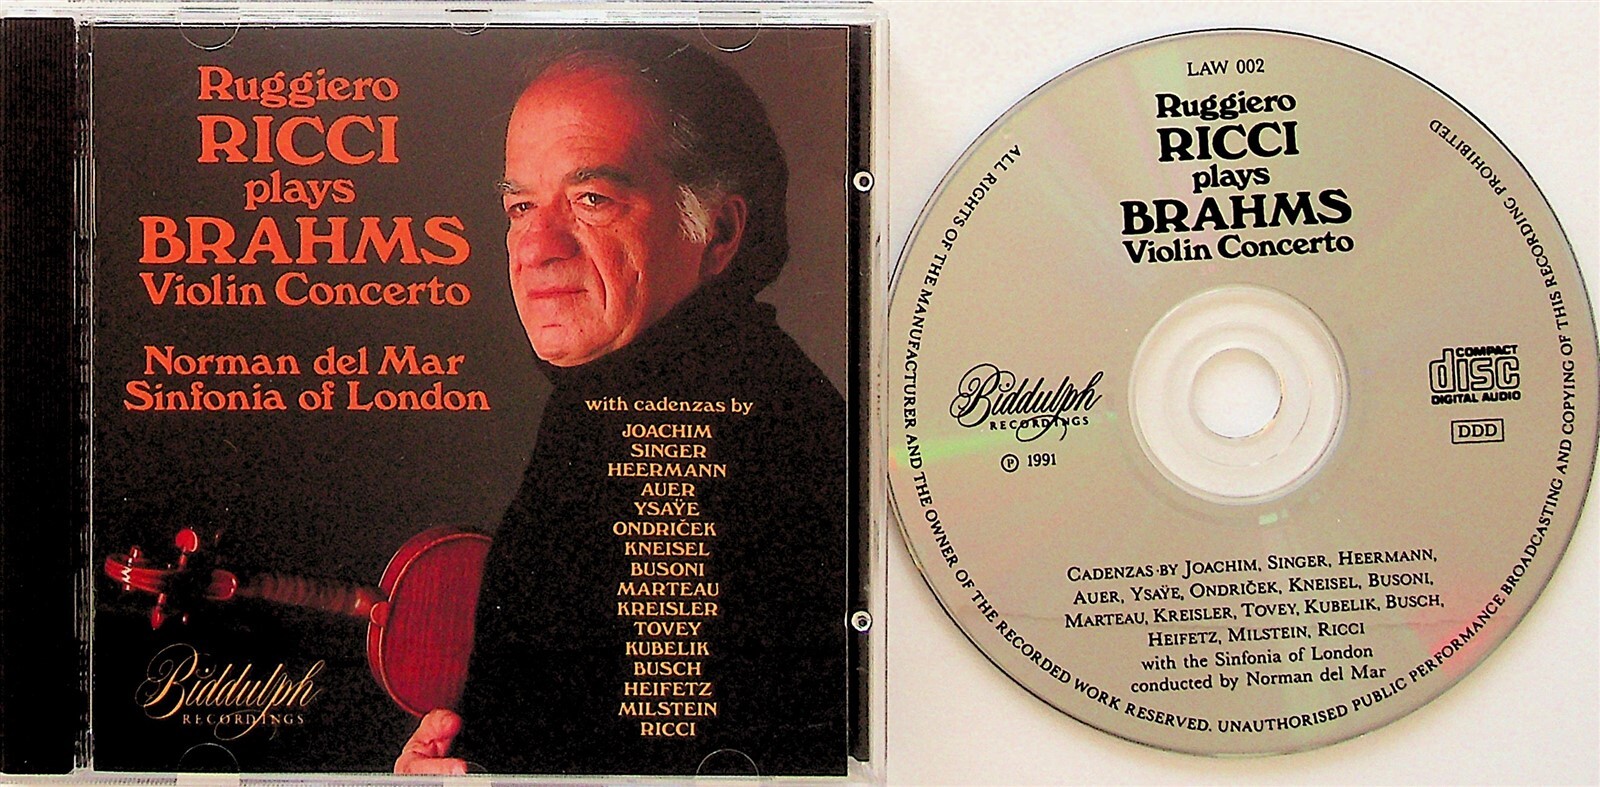 Ruggiero
RICCI
plays
BRAHMS
Violin Concerto
Norman del Mar
Sinfonia of London
with cadenzas by
JOACHIM
SINGER
HEERMANN
AUER
YSAŸE
ONDRIČEK
KNEISEL
BUSONI
MARTEAU
KREISLER
TOVEY
KUBELIK
BUSCH
HEIFETZ
MILSTEIN
RICCI
Biddulph
RECORDINGS
LAW 002
Ruggiero
RICCI
plays
BRAHMS
Violin Concerto
Biddulph
RECORDINGS
℗ 1991
COMPACT
disc
DIGITAL AUDIO
DDD
CADENZAS BY JOACHIM, SINGER, HEERMANN,
AUER, YSAŸE, ONDRIČEK, KNEISEL, BUSONI,
MARTEAU, KREISLER, TOVEY, KUBELIK, BUSCH,
HEIFETZ, MILSTEIN, RICCI
with the Sinfonia of London
conducted by Norman del Mar
ALL RIGHTS OF THE MANUFACTURER AND THE OWNER OF THE RECORDED WORK RESERVED. UNAUTHORISED PUBLIC PERFORMANCE BROADCASTING AND COPYING OF THIS RECORDING PROHIBITED